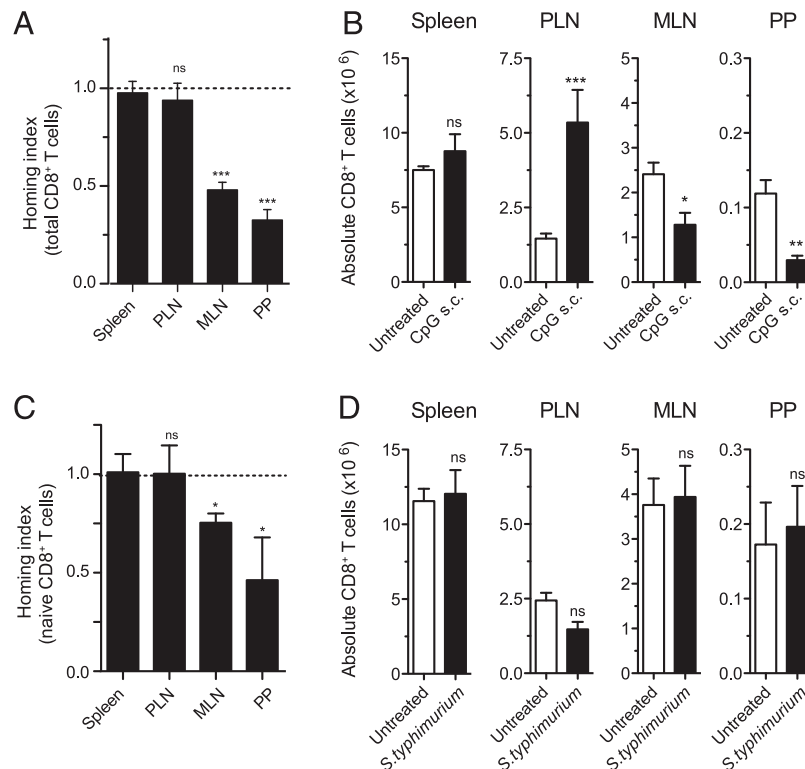 A
Homing index
(total CD8⁺ T cells)
1.0
0.5
0.0
ns
***
***
Spleen
PLN
MLN
PP
B
Spleen
PLN
MLN
PP
Absolute CD8⁺ T cells (x10 ⁶)
15
10
5
0
ns
Untreated
CpG s.c.
7.5
5.0
2.5
0.0
***
Untreated
CpG s.c.
5
4
3
2
1
0
*
Untreated
CpG s.c.
0.3
0.2
0.1
0.0
**
Untreated
CpG s.c.
C
Homing index
(naive CD8⁺ T cells)
1.0
0.5
0.0
ns
*
*
Spleen
PLN
MLN
PP
D
Spleen
PLN
MLN
PP
Absolute CD8⁺ T cells (x10 ⁶)
15
10
5
0
ns
Untreated
S.typhimurium
7.5
5.0
2.5
0.0
ns
Untreated
S.typhimurium
5
4
3
2
1
0
ns
Untreated
S.typhimurium
0.3
0.2
0.1
0.0
ns
Untreated
S.typhimurium